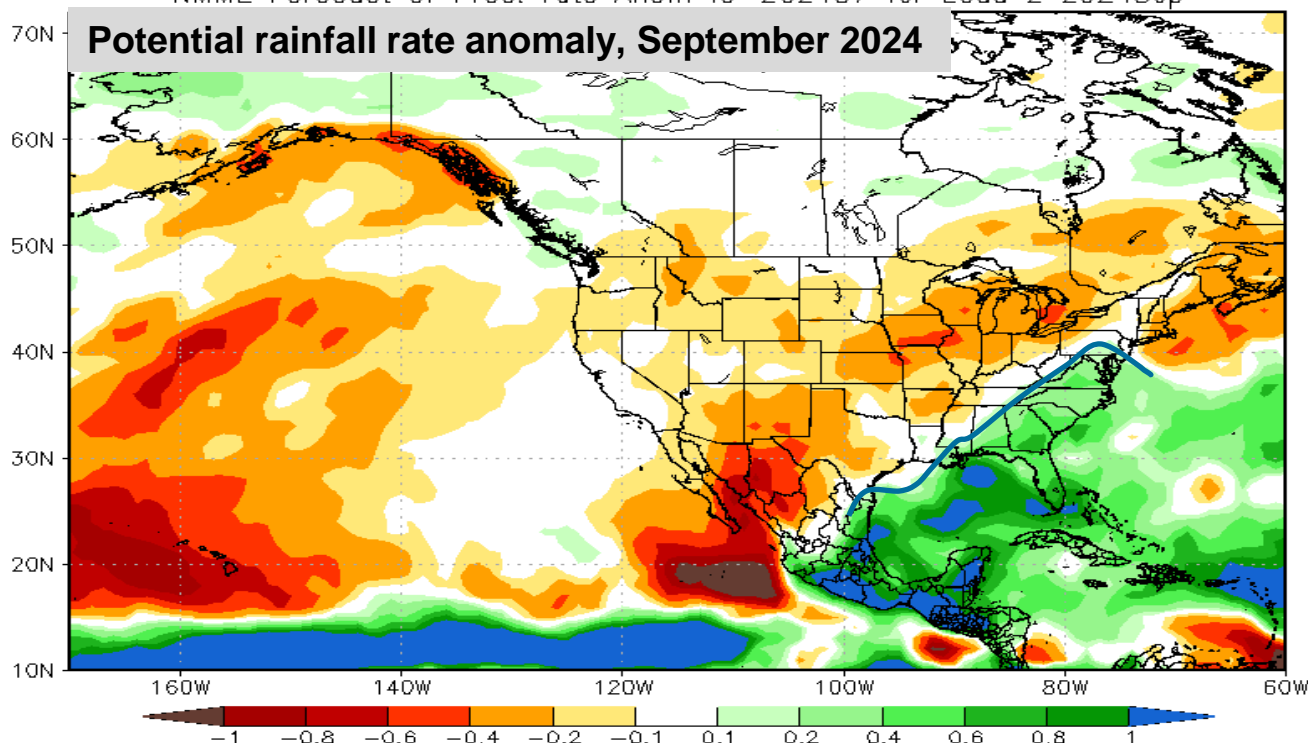 Potential rainfall rate anomaly, September 2024
70N
60N
50N
40N
30N
20N
10N
160W 140W 120W 100W 80W 60W
-1 -0.8 -0.6 -0.4 -0.2 -0.1 0.1 0.2 0.4 0.6 0.8 1